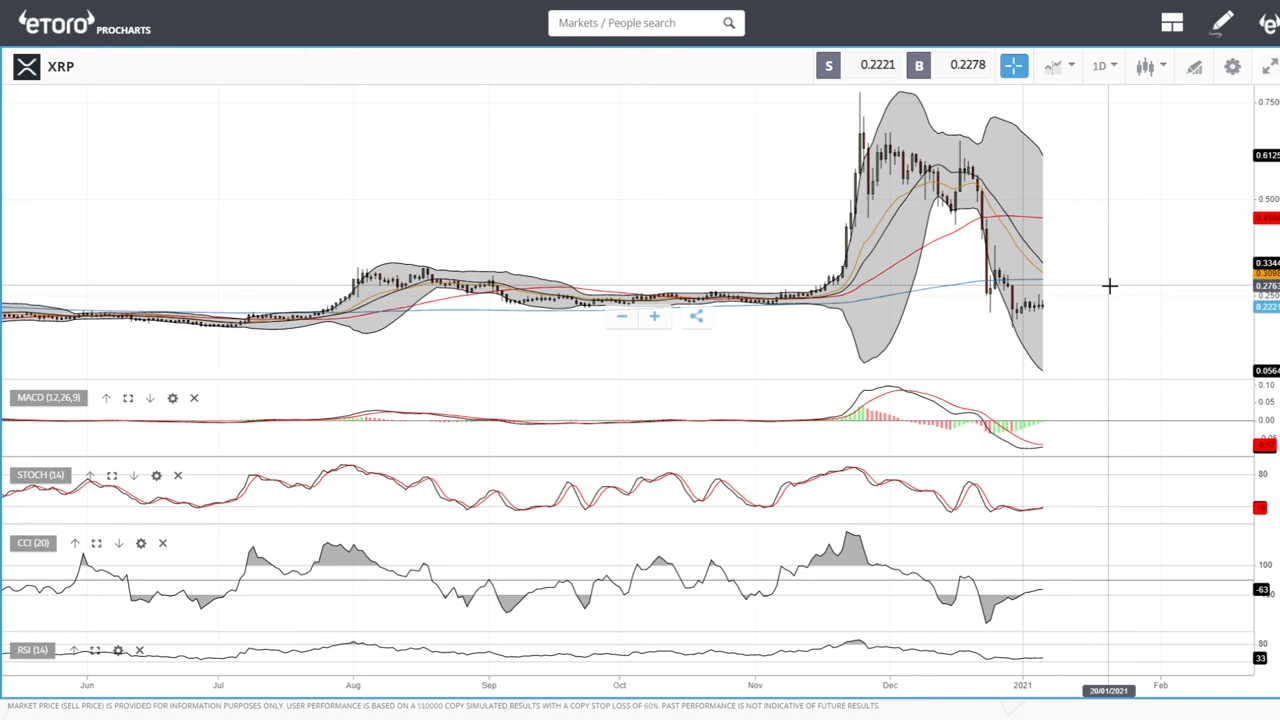 eToro PROCHARTS
Markets / People search
XRP
S 0.2221 B 0.2278
1D
0.7500
0.6125
0.5000
0.3344
0.2763
0.2500
0.2221
0.0564
MACD (12,26,9)
0.10
0.05
0.00
STOCH (14)
80
CCI (20)
100
-63
RSI (14)
80
33
Jun Jul Aug Sep Oct Nov Dec 2021 Feb
20/01/2021
MARKET PRICE (SELL PRICE) IS PROVIDED FOR INFORMATION PURPOSES ONLY. USER PERFORMANCE IS BASED ON A $10000 COPY SIMULATED RESULTS WITH A COPY STOP LOSS OF 60%. PAST PERFORMANCE IS NOT INDICATIVE OF FUTURE RESULTS.